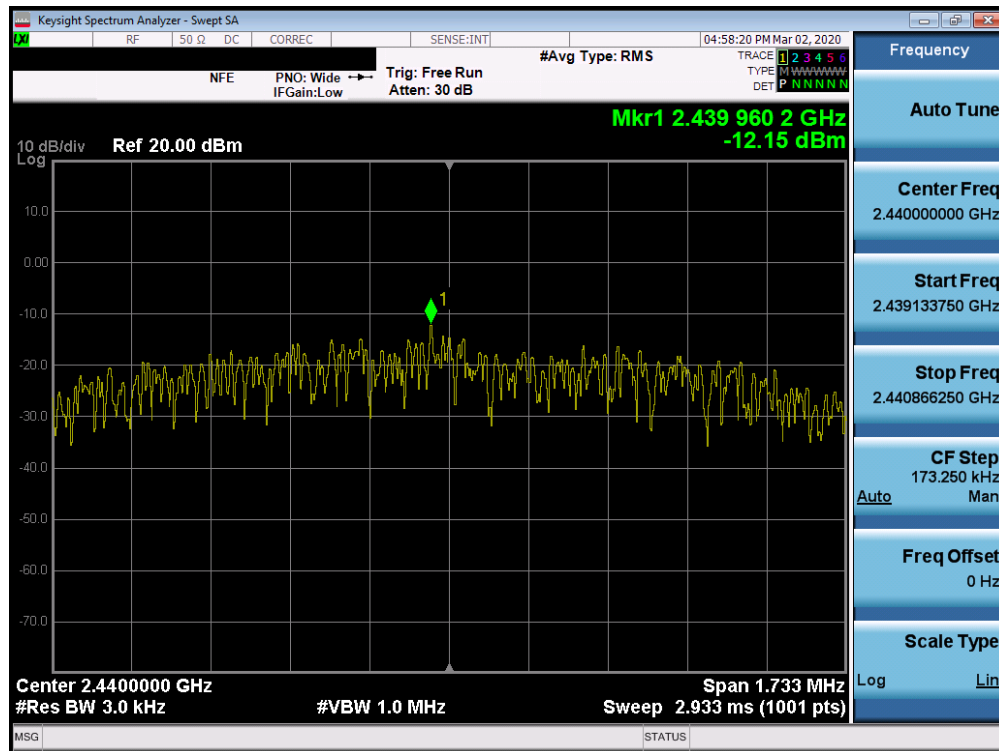 Keysight Spectrum Analyzer - Swept SA
LXI RF 50 Ω DC CORREC SENSE:INT 04:58:20 PM Mar 02, 2020
#Avg Type: RMS TRACE 1 2 3 4 5 6
NFE PNO: Wide Trig: Free Run TYPE M WWWWW
IFGain:Low Atten: 30 dB DET P N N N N N
Mkr1 2.439 960 2 GHz
-12.15 dBm
10 dB/div Ref 20.00 dBm
Log
1
10.0
0.00
-10.0
-20.0
-30.0
-40.0
-50.0
-60.0
-70.0
Center 2.4400000 GHz Span 1.733 MHz
#Res BW 3.0 kHz #VBW 1.0 MHz Sweep 2.933 ms (1001 pts)
MSG STATUS
Frequency
Auto Tune
Center Freq
2.440000000 GHz
Start Freq
2.439133750 GHz
Stop Freq
2.440866250 GHz
CF Step
173.250 kHz
Auto Man
Freq Offset
0 Hz
Scale Type
Log Lin